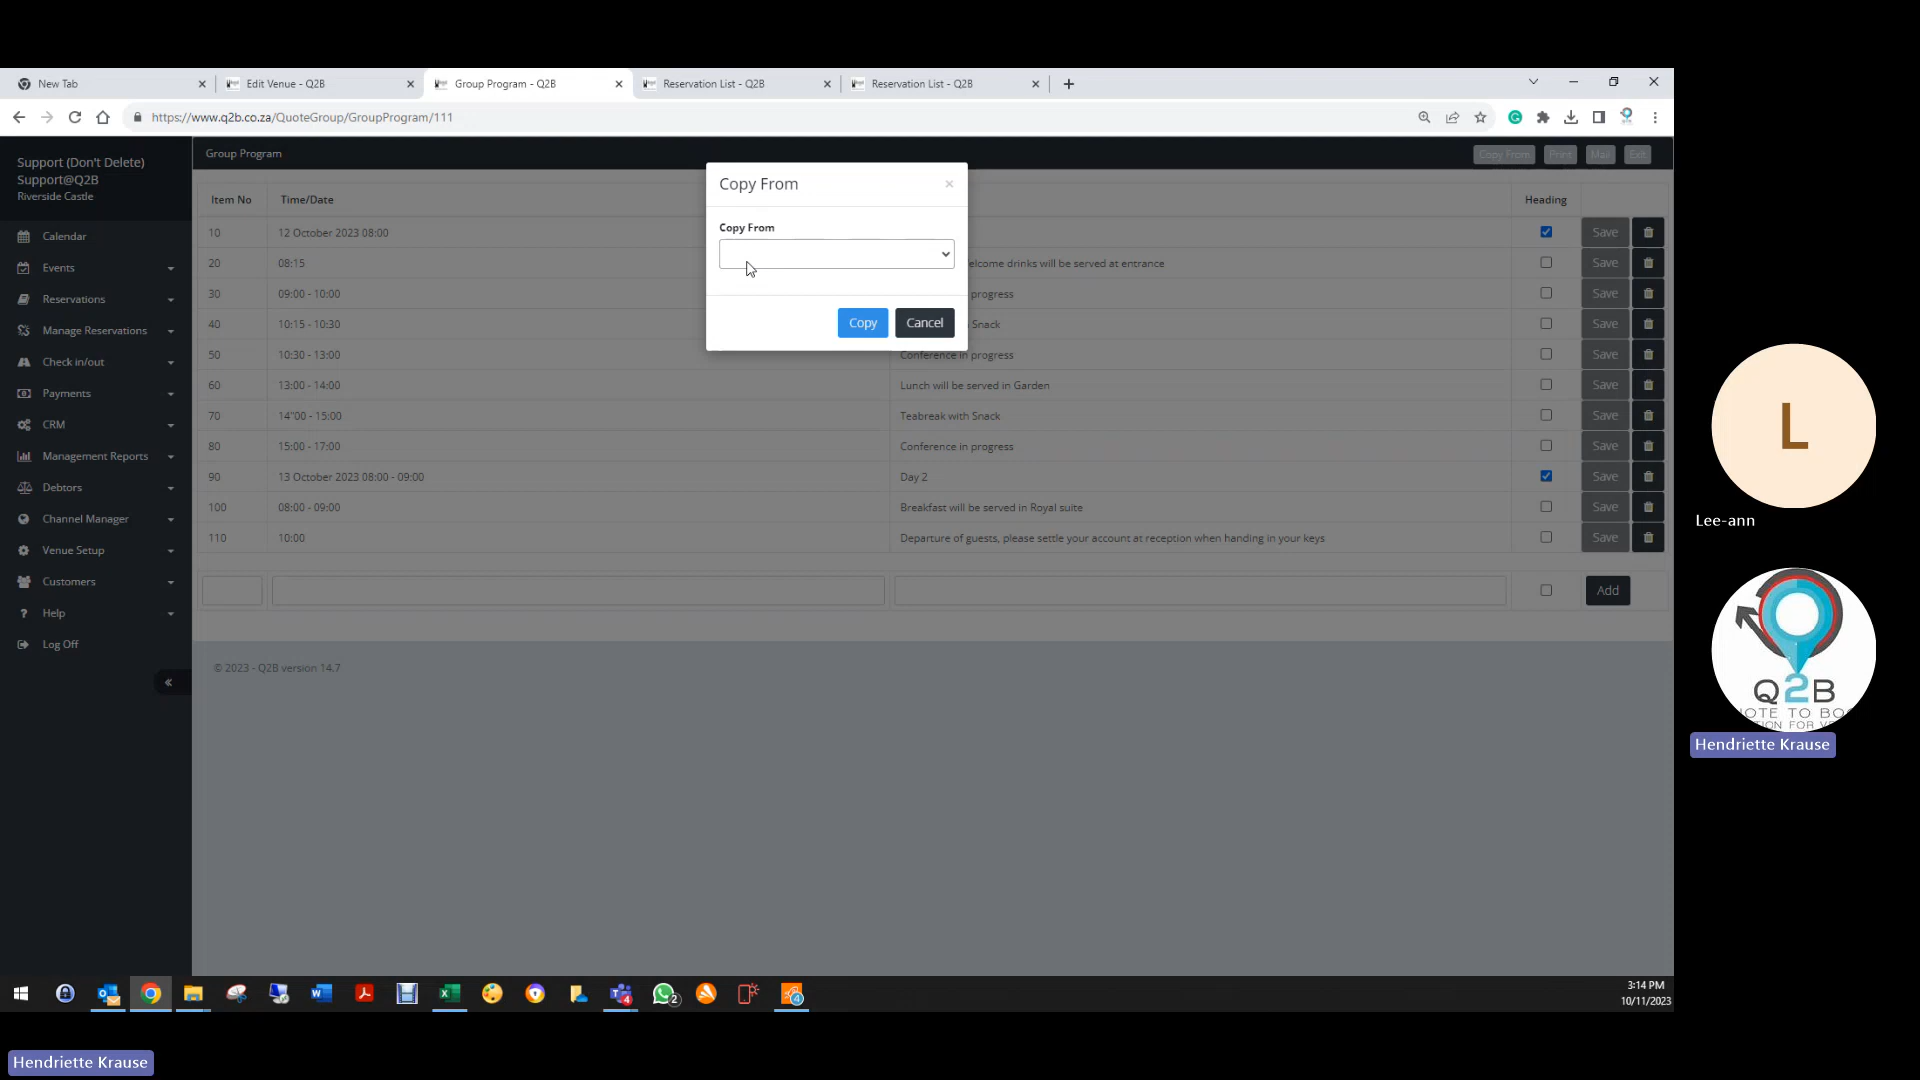 New Tab
Edit Venue - Q2B
Group Program - Q2B
Reservation List - Q2B
Reservation List - Q2B
https://www.q2b.co.za/QuoteGroup/GroupProgram/111
Support (Don't Delete)
Support@Q2B
Riverside Castle
Calendar
Events
Reservations
Manage Reservations
Check in/out
Payments
CRM
Management Reports
Debtors
Channel Manager
Venue Setup
Customers
Help
Log Off
Group Program
Copy From Print Mail Exit
Item No Time/Date Heading
10 12 October 2023 08:00 Save
20 08:15 elcome drinks will be served at entrance Save
30 09:00 - 10:00 progress Save
40 10:15 - 10:30 Snack Save
50 10:30 - 13:00 Conference in progress Save
60 13:00 - 14:00 Lunch will be served in Garden Save
70 14"00 - 15:00 Teabreak with Snack Save
80 15:00 - 17:00 Conference in progress Save
90 13 October 2023 08:00 - 09:00 Day 2 Save
100 08:00 - 09:00 Breakfast will be served in Royal suite Save
110 10:00 Departure of guests, please settle your account at reception when handing in your keys Save
Add
Copy From
Copy From
Copy Cancel
© 2023 - Q2B version 14.7
3:14 PM
10/11/2023
L
Lee-ann
Q2B
OTE TO BOO
TION FOR V
Hendriette Krause
Hendriette Krause